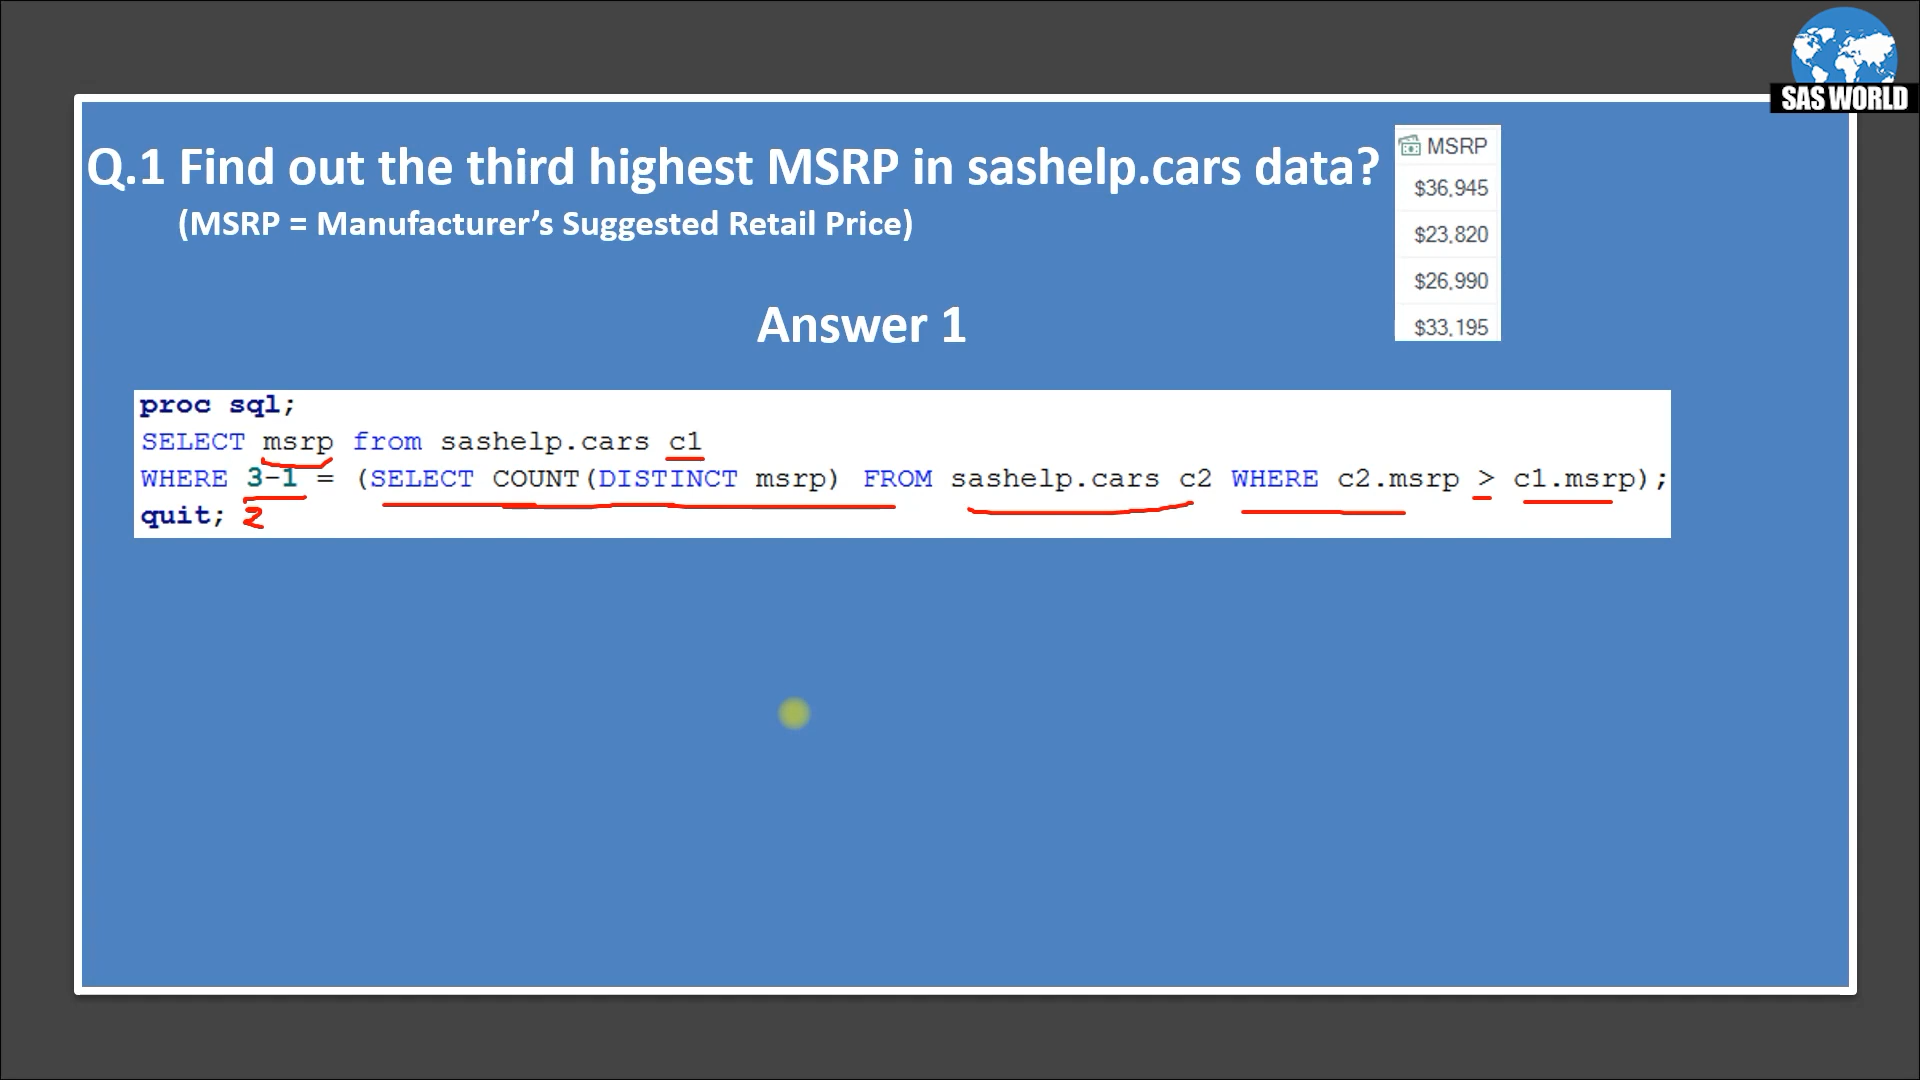 SAS WORLD
Q.1 Find out the third highest MSRP in sashelp.cars data?
(MSRP = Manufacturer's Suggested Retail Price)
MSRP
$36,945
$23,820
$26,990
$33,195
Answer 1
proc sql;
SELECT msrp from sashelp.cars c1
WHERE 3-1 = (SELECT COUNT(DISTINCT msrp) FROM sashelp.cars c2 WHERE c2.msrp > c1.msrp);
quit; 2